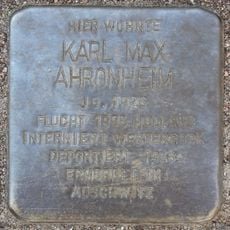 HIER WOHNTE
KARL MAX
AHRONHEIM
JG.
FLUCHT HOLLAND
INTERNIERT WESTERBORK
DEPORTIERT
ERMORDET IN
AUSCHWITZ